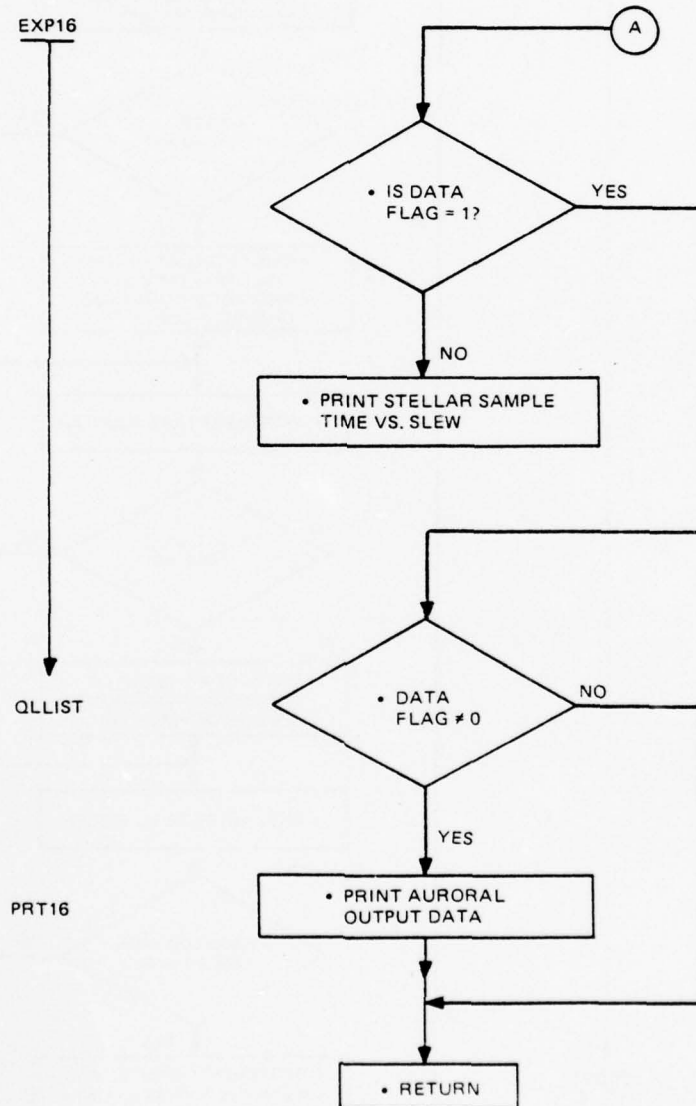 EXP16
A
• IS DATA
FLAG = 1?
YES
NO
• PRINT STELLAR SAMPLE
TIME VS. SLEW
• DATA
FLAG ≠ 0
NO
QLLIST
YES
• PRINT AURORAL
OUTPUT DATA
PRT16
• RETURN